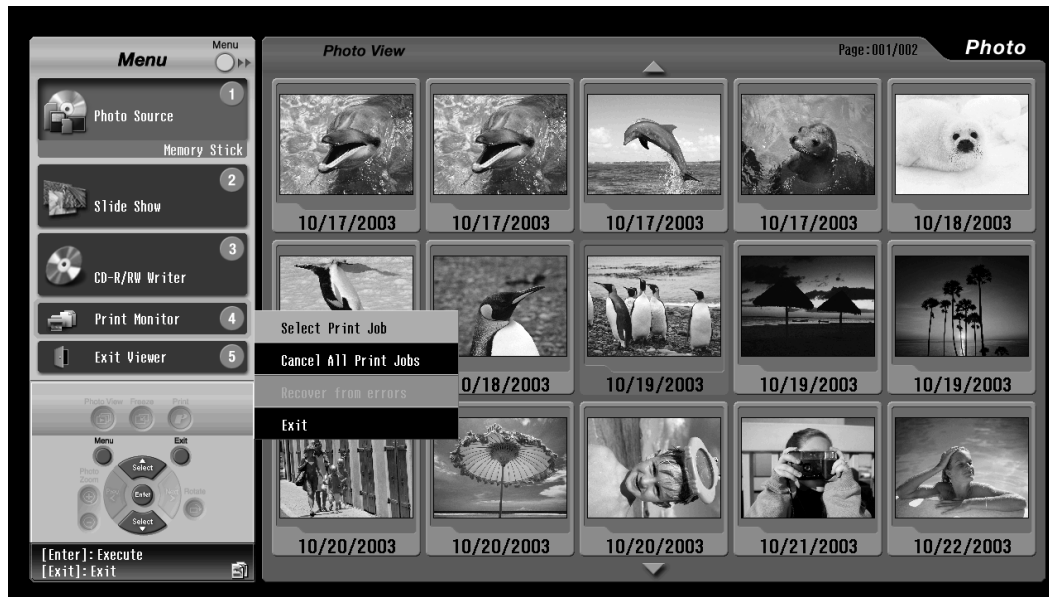 Menu
Menu
Photo Source
1
Memory Stick
Slide Show
2
CD-R/RW Writer
3
Print Monitor
4
Exit Viewer
5
Select Print Job
Cancel All Print Jobs
Recover from errors
Exit
Photo View Freeze Print
Menu Exit
Photo
Zoom
Select
Enter
Rotate
Select
[Enter]: Execute
[Exit]: Exit
Photo View
Page:001/002
Photo
10/17/2003
10/17/2003
10/17/2003
10/17/2003
10/18/2003
0/18/2003
10/19/2003
10/19/2003
10/19/2003
10/20/2003
10/20/2003
10/20/2003
10/21/2003
10/22/2003